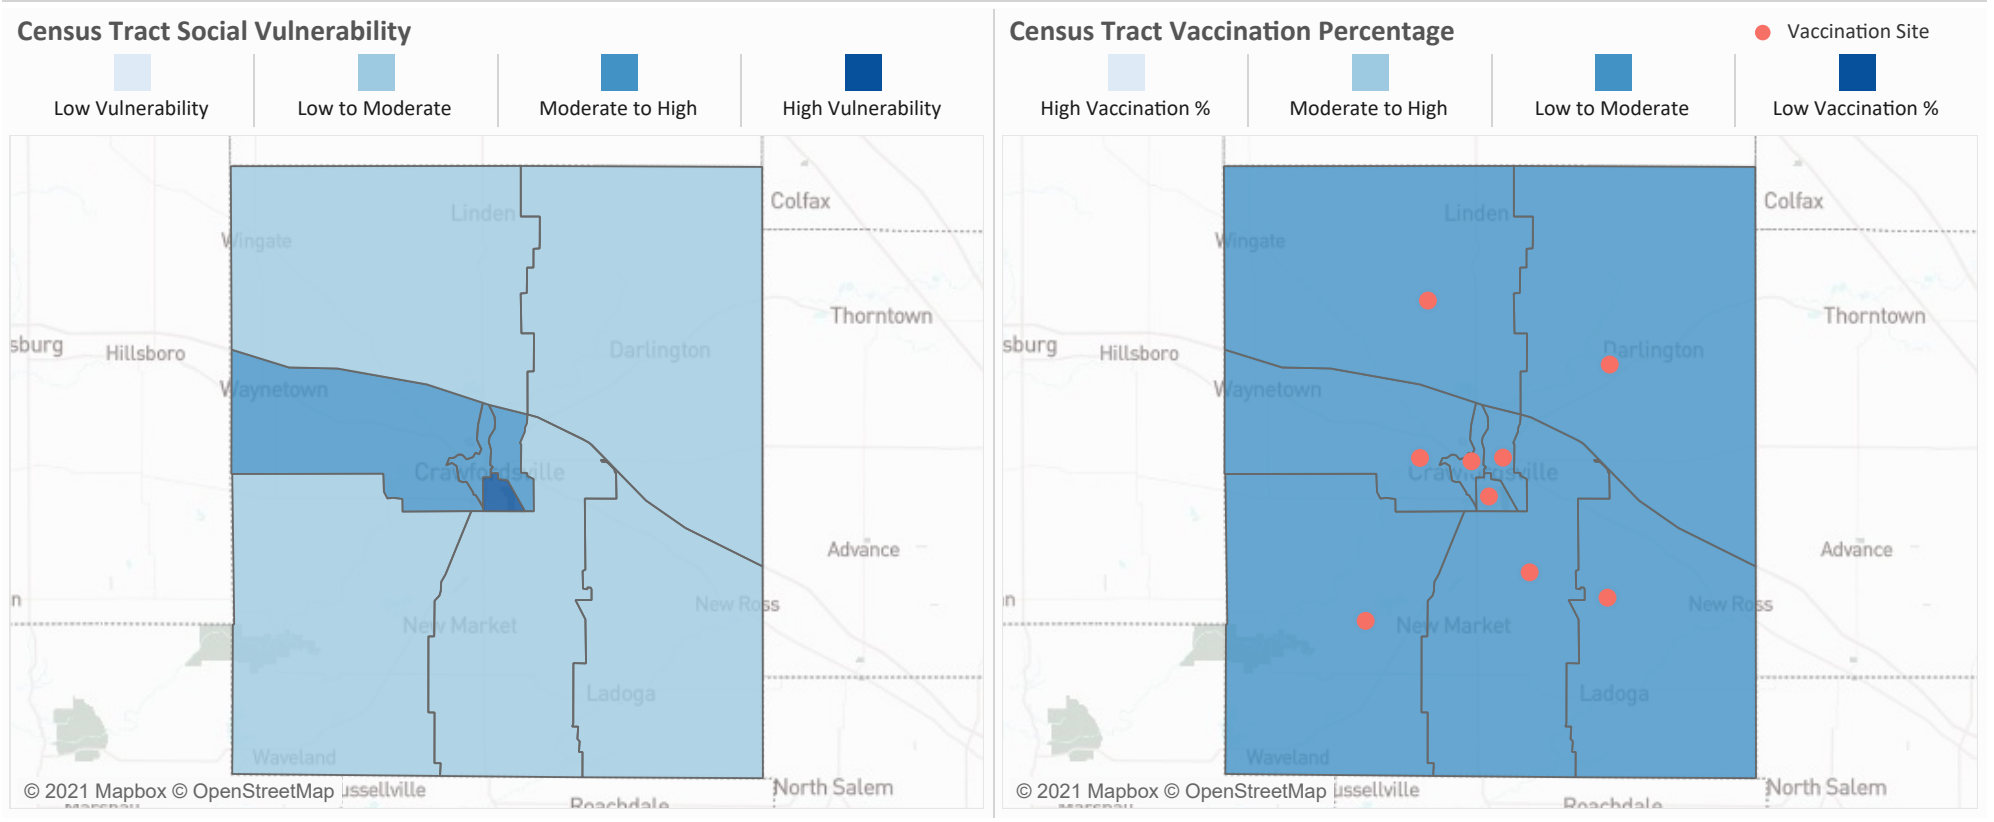 Census Tract Social Vulnerability
Low Vulnerability
Low to Moderate
Moderate to High
High Vulnerability
Colfax
Linden
Wingate
Thorntown
sburg
Hillsboro
Darlington
Waynetown
Crawfordsville
Advance
n
New Ross
New Market
Ladoga
Waveland
© 2021 Mapbox © OpenStreetMap
ussellville
North Salem
Roachdale
Census Tract Vaccination Percentage
Vaccination Site
High Vaccination %
Moderate to High
Low to Moderate
Low Vaccination %
Colfax
Linden
Wingate
Thorntown
sburg
Hillsboro
Darlington
Waynetown
Crawfordsville
Advance
n
New Ross
New Market
Ladoga
Waveland
© 2021 Mapbox © OpenStreetMap
ussellville
North Salem
Roachdale